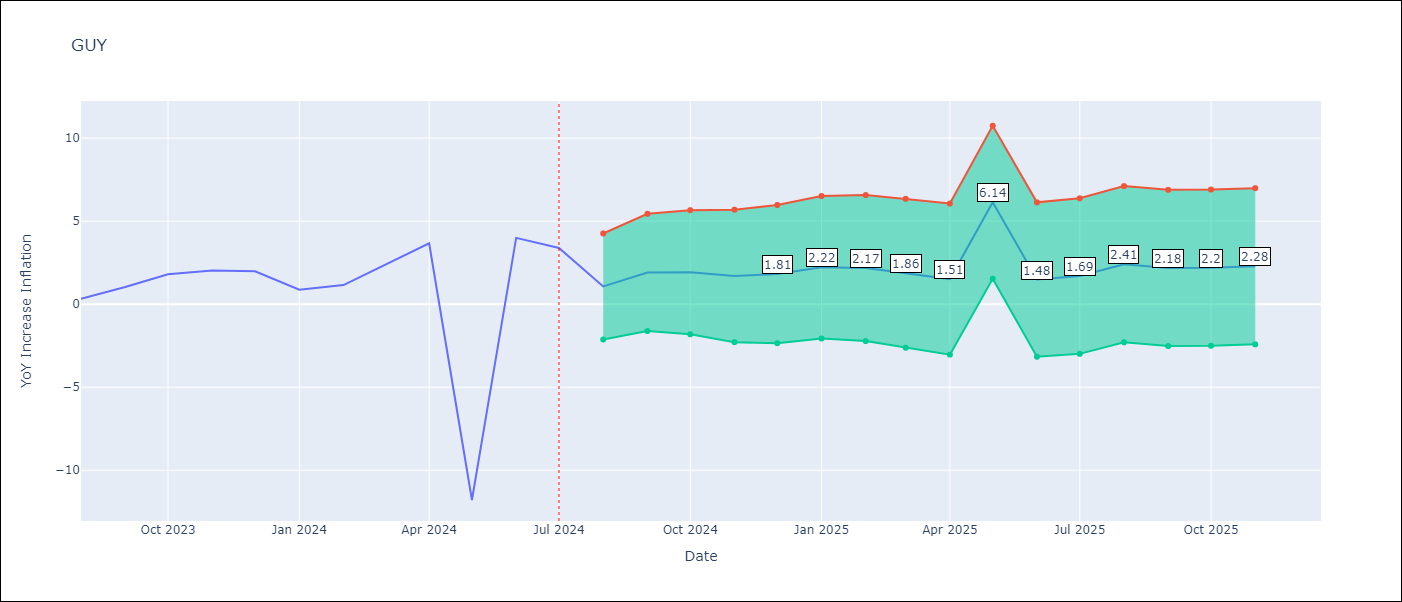 GUY
YoY Increase Inflation
10
5
0
−5
−10
6.14
1.81
2.22
2.17
1.86
1.51
1.48
1.69
2.41
2.18
2.2
2.28
Oct 2023
Jan 2024
Apr 2024
Jul 2024
Oct 2024
Jan 2025
Apr 2025
Jul 2025
Oct 2025
Date